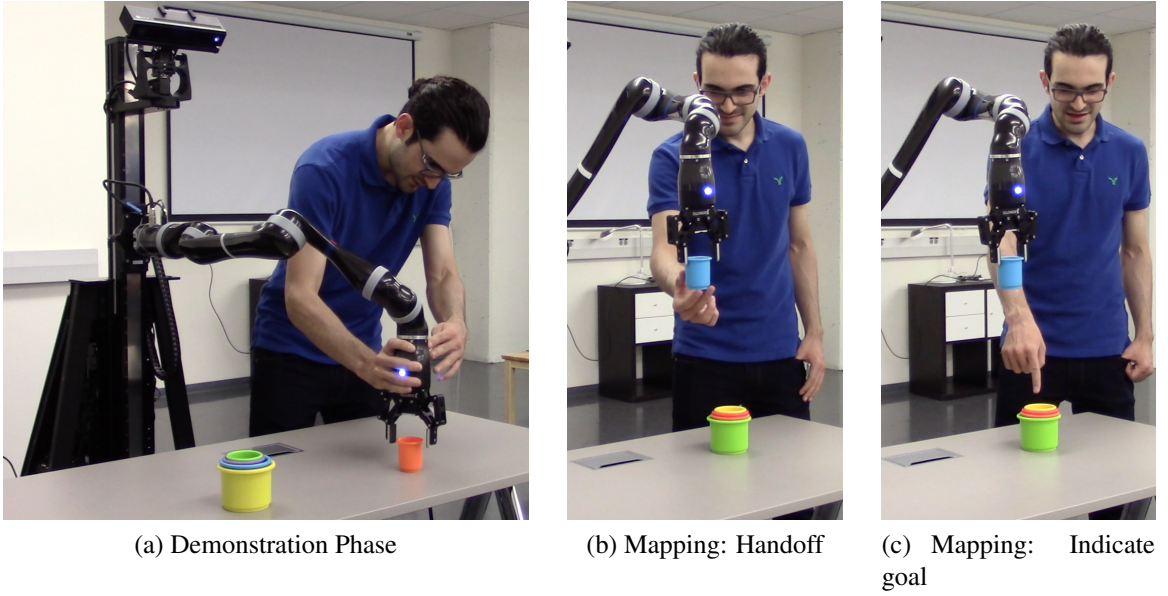 (a) Demonstration Phase
(b) Mapping: Handoff
(c) Mapping: Indicate
goal